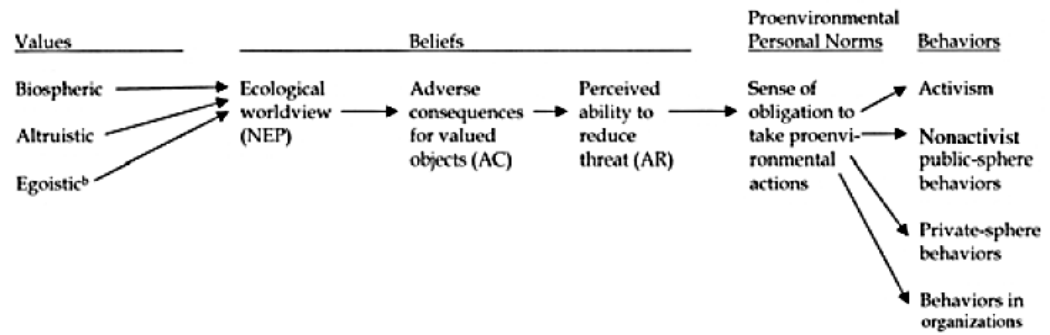 Values
Beliefs
Proenvironmental
Personal Norms
Behaviors
Biospheric
Altruistic
Egoisticᵇ
Ecological
worldview
(NEP)
Adverse
consequences
for valued
objects (AC)
Perceived
ability to
reduce
threat (AR)
Sense of
obligation to
take proenvi-
ronmental
actions
Activism
Nonactivist
public-sphere
behaviors
Private-sphere
behaviors
Behaviors in
organizations